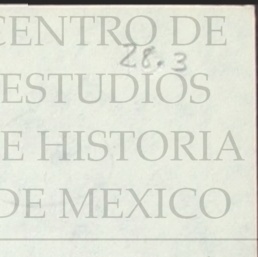 CENTRO DE
28.3
ESTUDIOS
E HISTORIA
DE MEXICO